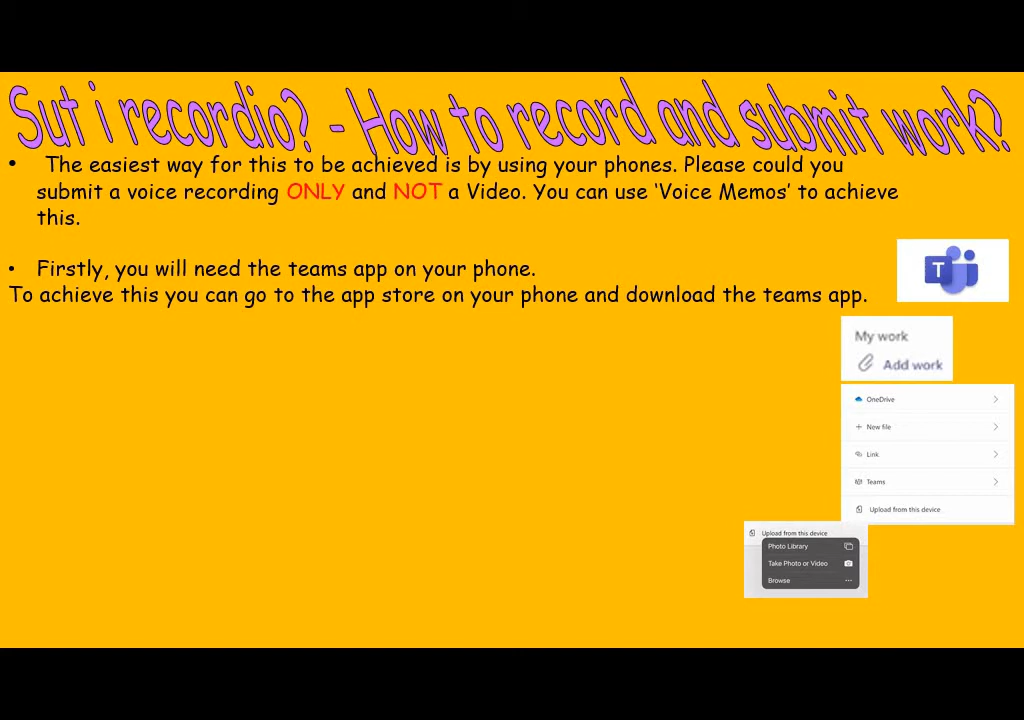 Sut i recordio? - How to record and submit work?
• The easiest way for this to be achieved is by using your phones. Please could you
submit a voice recording ONLY and NOT a Video. You can use ‘Voice Memos’ to achieve
this.
• Firstly, you will need the teams app on your phone.
To achieve this you can go to the app store on your phone and download the teams app.
T
My work
Add work
OneDrive
New file
Link
Teams
Upload from this device
Upload from this device
Photo Library
Take Photo or Video
Browse